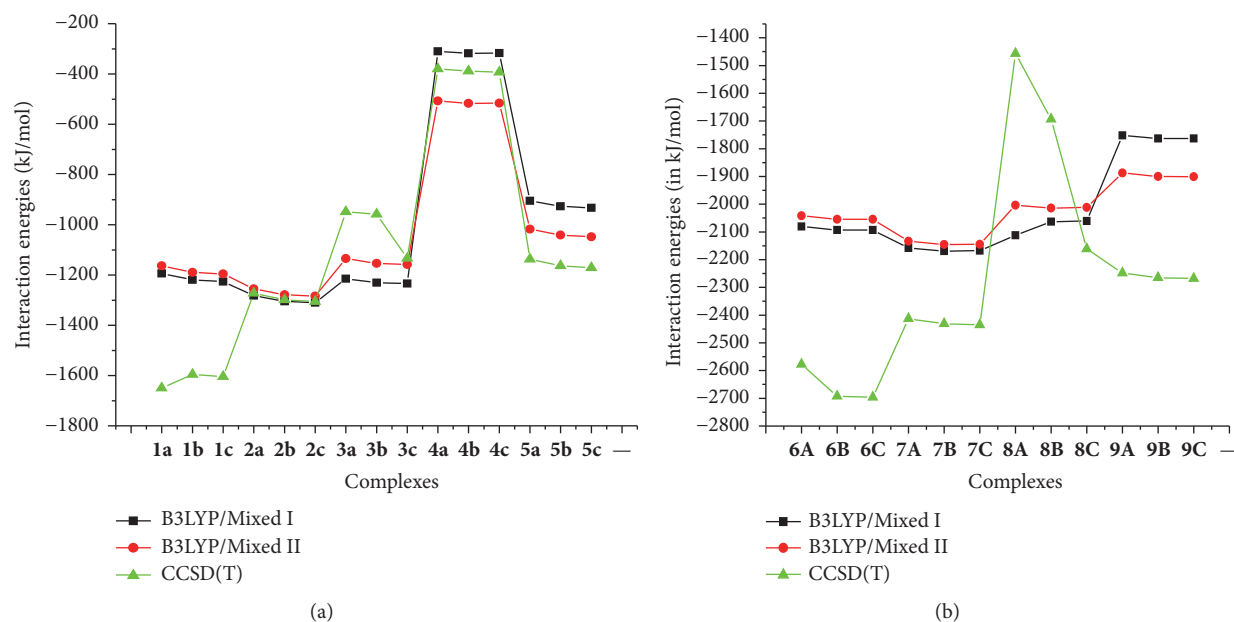 −200
−400
−600
−800
−1000
−1200
−1400
−1600
−1800
Interaction energies (kJ/mol)
1a 1b 1c 2a 2b 2c 3a 3b 3c 4a 4b 4c 5a 5b 5c —
Complexes
B3LYP/Mixed I
B3LYP/Mixed II
CCSD(T)
(a)
−1400
−1500
−1600
−1700
−1800
−1900
−2000
−2100
−2200
−2300
−2400
−2500
−2600
−2700
−2800
Interaction energies (in kJ/mol)
6A 6B 6C 7A 7B 7C 8A 8B 8C 9A 9B 9C —
Complexes
B3LYP/Mixed I
B3LYP/Mixed II
CCSD(T)
(b)